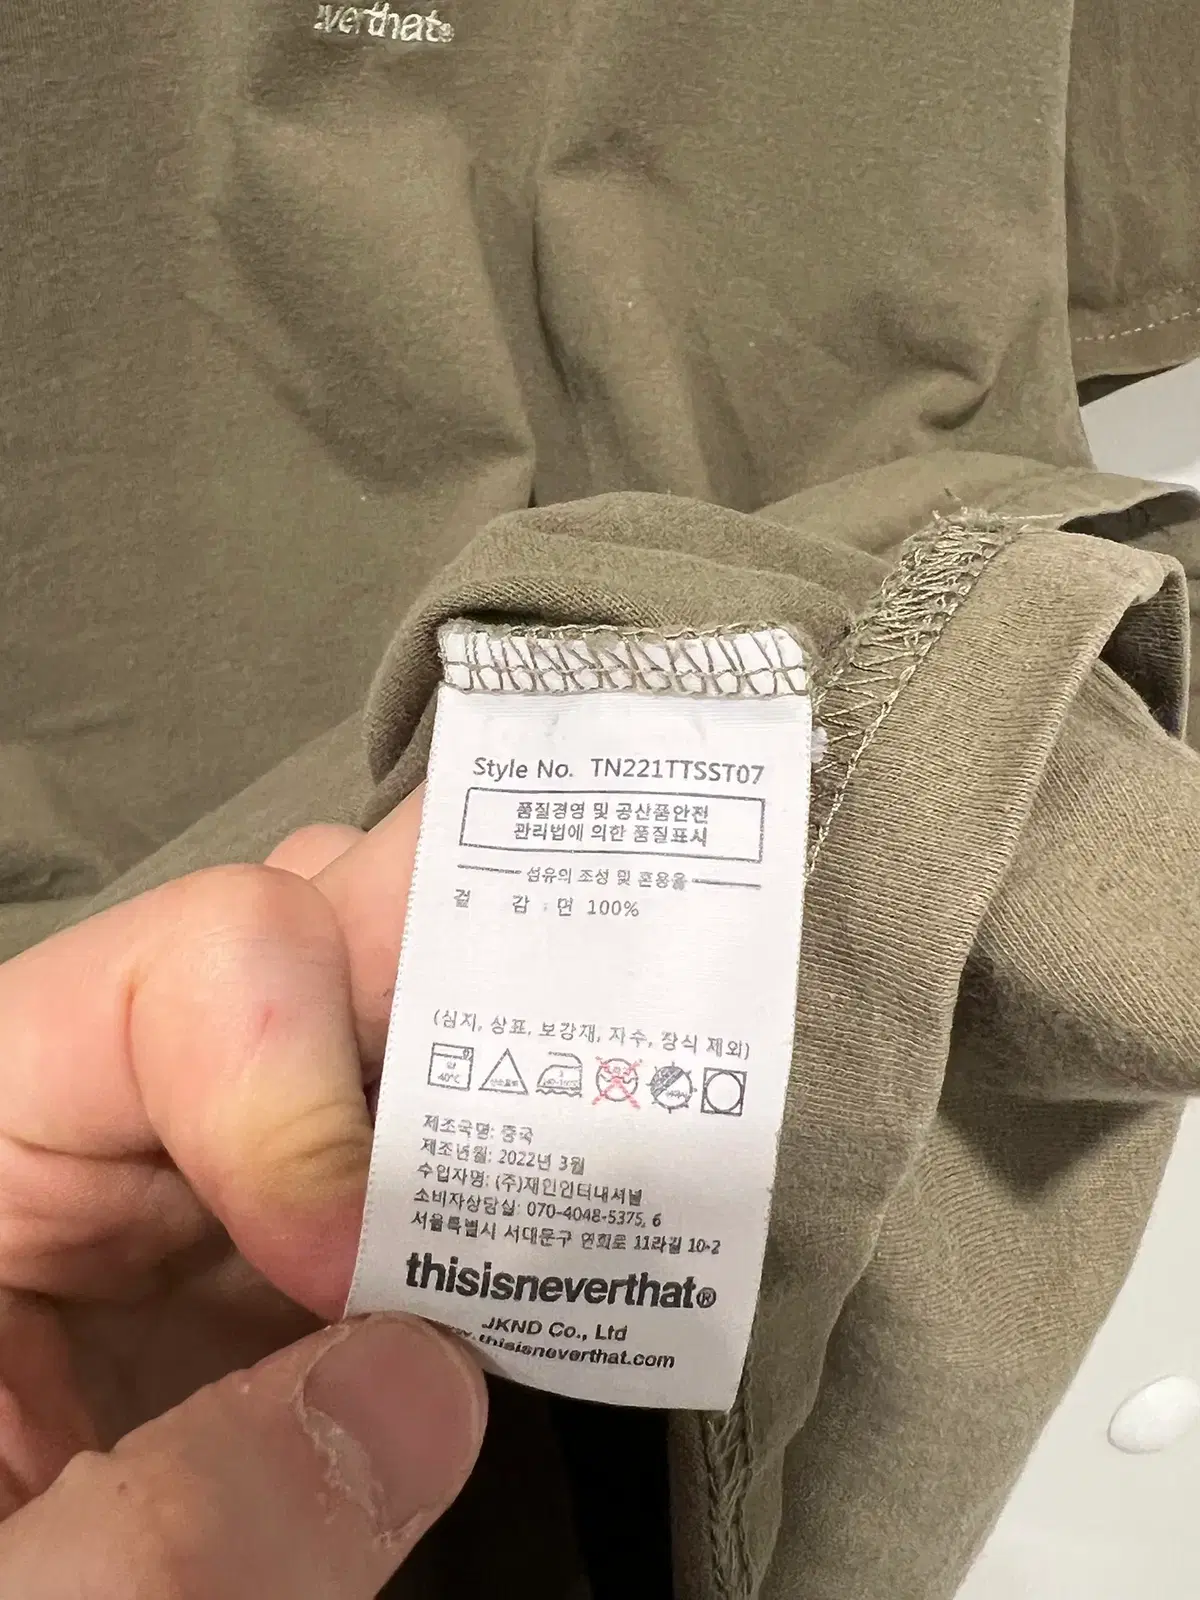 verthat®
Style No. TN221TTSST07
품질경영 및 공산품안전
관리법에 의한 품질표시
섬유의 조성 및 혼용율
겉 감 : 면 100%
(심지, 상표, 보강재, 자수, 장식 제외)
약
40°C
제조국명: 중국
제조년월: 2022년 3월
수입자명: (주)재인인터내셔널
소비자상담실: 070-4048-5375, 6
서울특별시 서대문구 연희로 11라길 10-2
thisisneverthat®
JKND Co., Ltd
.thisisneverthat.com